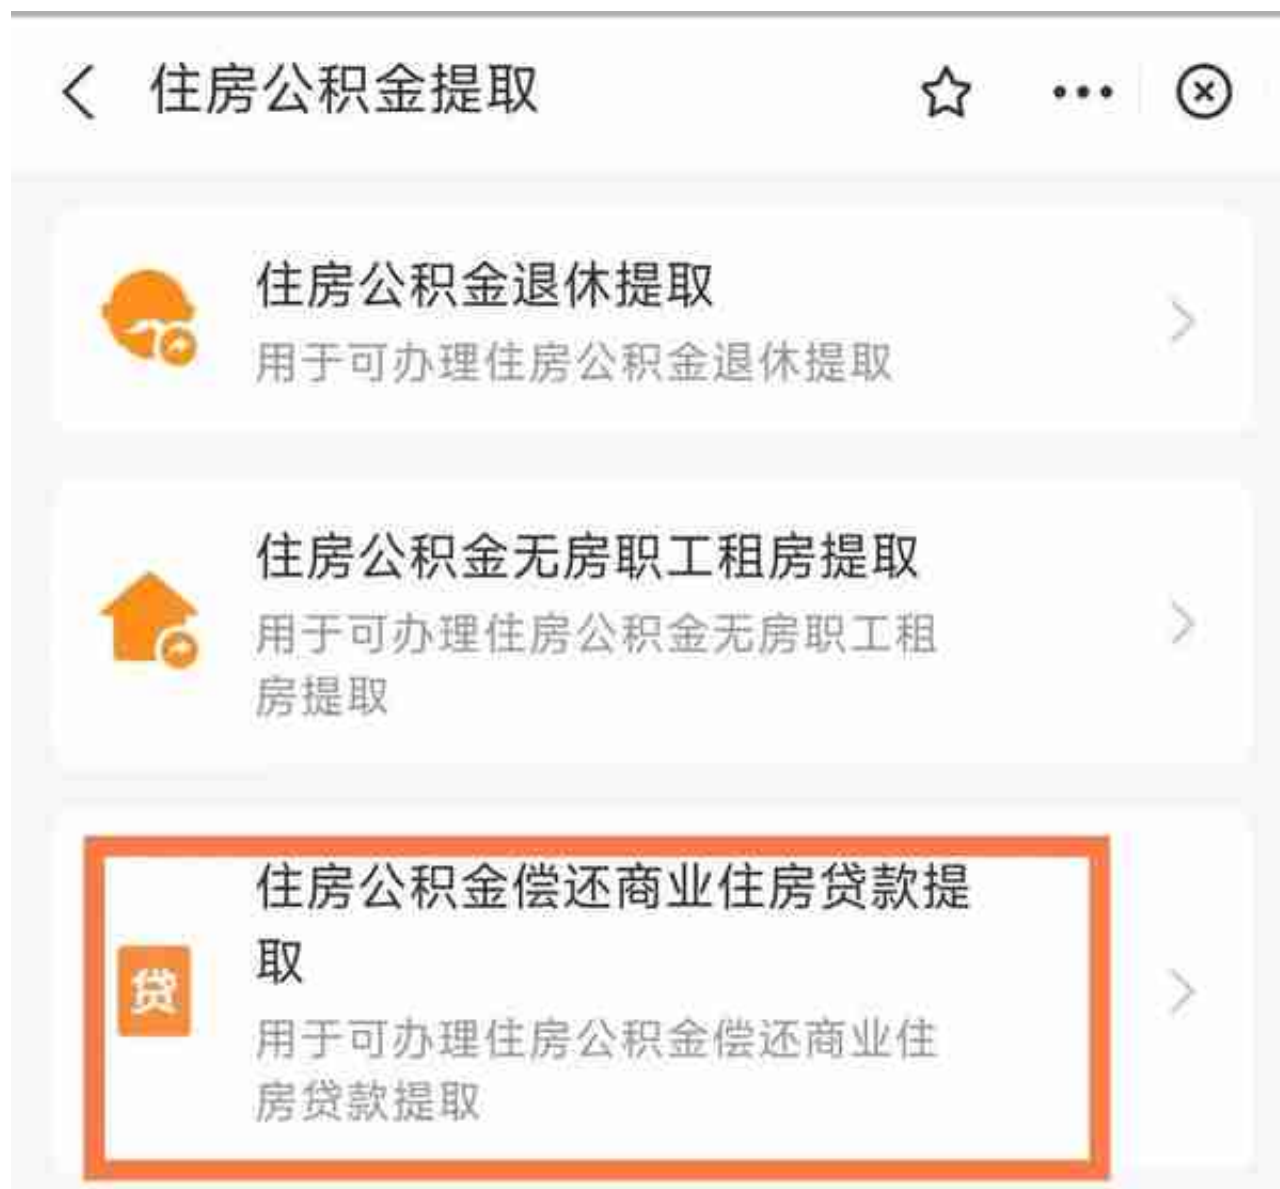 住房公积金提取
住房公积金退休提取
用于可办理住房公积金退休提取
住房公积金无房职工租房提取
用于可办理住房公积金无房职工租
房提取
住房公积金偿还商业住房贷款提
取
贷
用于可办理住房公积金偿还商业住
房贷款提取